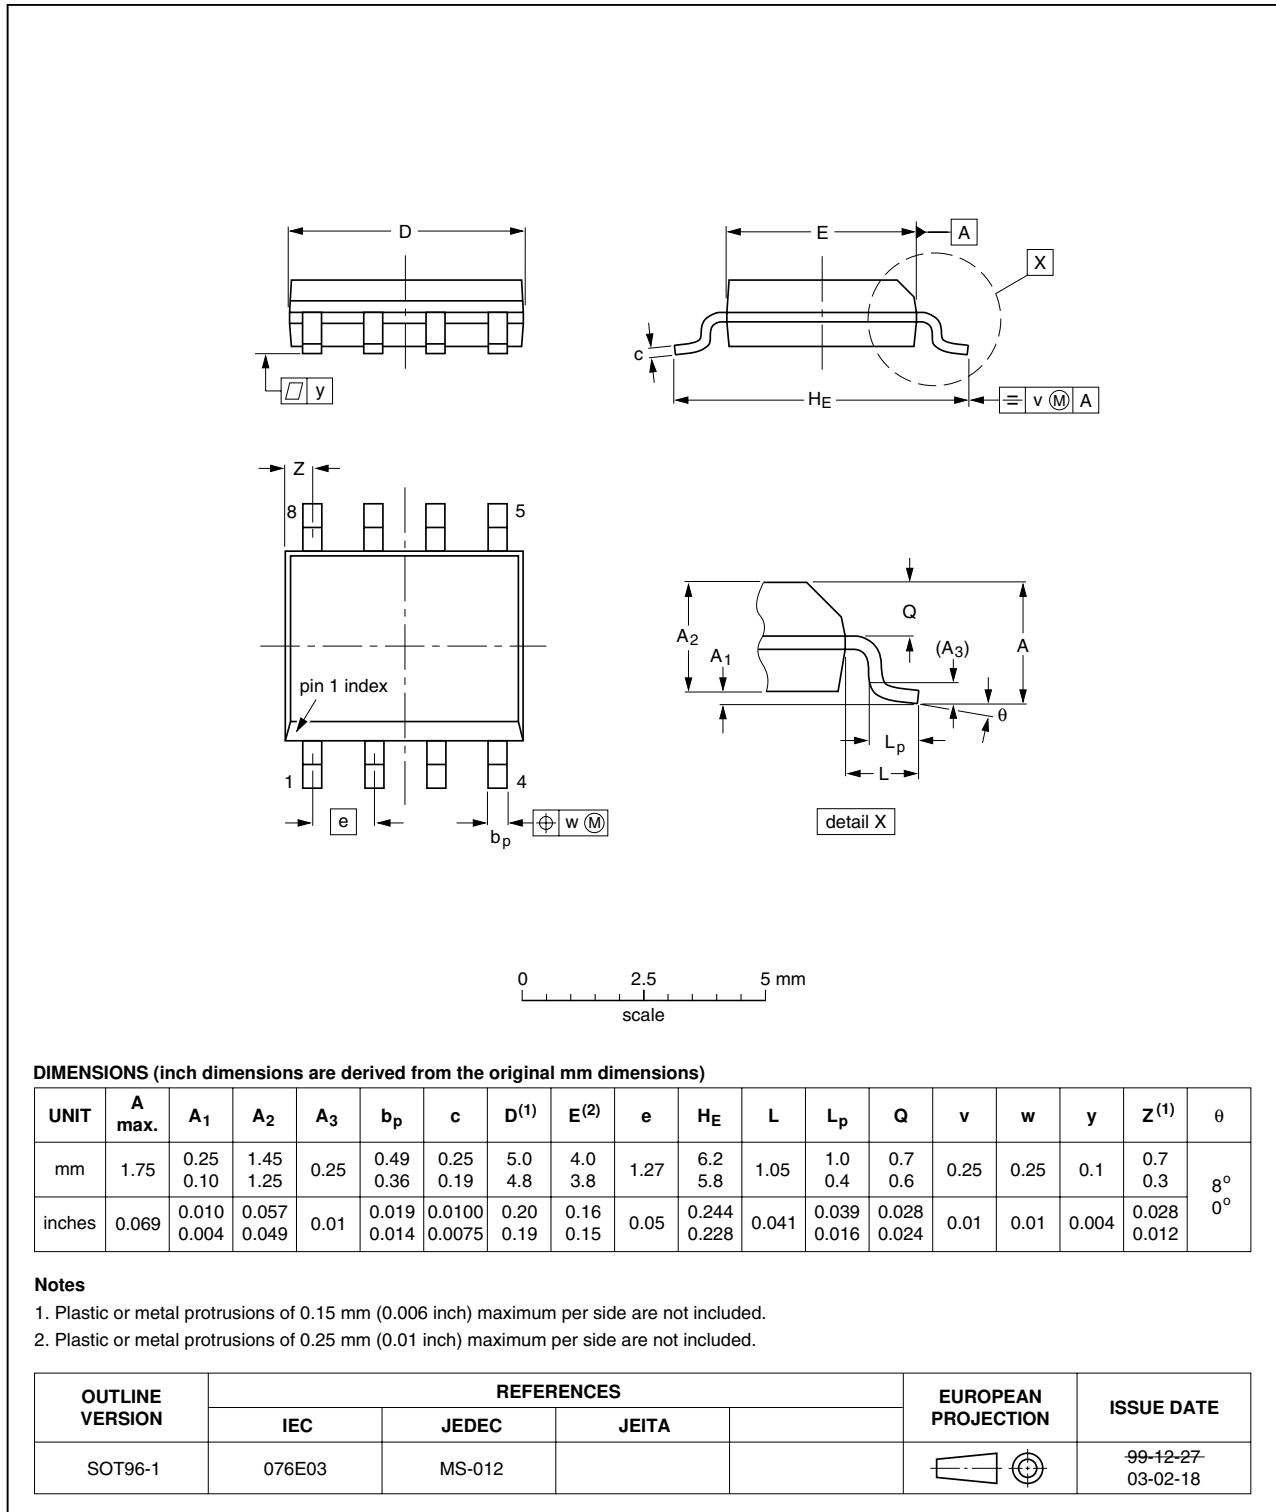 D
E
A
X
c
y
HE
v Ⓜ A
Z
8
5
pin 1 index
1
4
e
bp
w Ⓜ
A2
A1
Q
(A3)
A
θ
Lp
L
detail X
0 2.5 5 mm
scale
DIMENSIONS (inch dimensions are derived from the original mm dimensions)
UNIT A max. A1 A2 A3 bp c D(1) E(2) e HE L Lp Q v w y Z(1) θ
mm 1.75 0.25 0.10 1.45 1.25 0.25 0.49 0.36 0.25 0.19 5.0 4.8 4.0 3.8 1.27 6.2 5.8 1.05 1.0 0.4 0.7 0.6 0.25 0.25 0.1 0.7 0.3 8° 0°
inches 0.069 0.010 0.004 0.057 0.049 0.01 0.019 0.014 0.0100 0.0075 0.20 0.19 0.16 0.15 0.05 0.244 0.228 0.041 0.039 0.016 0.028 0.024 0.01 0.01 0.004 0.028 0.012
Notes
1. Plastic or metal protrusions of 0.15 mm (0.006 inch) maximum per side are not included.
2. Plastic or metal protrusions of 0.25 mm (0.01 inch) maximum per side are not included.
OUTLINE VERSION REFERENCES EUROPEAN PROJECTION ISSUE DATE
IEC JEDEC JEITA
SOT96-1 076E03 MS-012 99-12-27
03-02-18